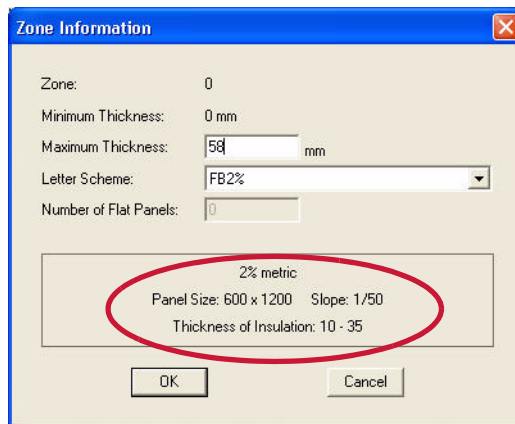 Zone Information
Zone: 0
Minimum Thickness: 0 mm
Maximum Thickness: 58 mm
Letter Scheme: FB2%
Number of Flat Panels: 0
2% metric
Panel Size: 600 x 1200 Slope: 1/50
Thickness of Insulation: 10 - 35
OK Cancel